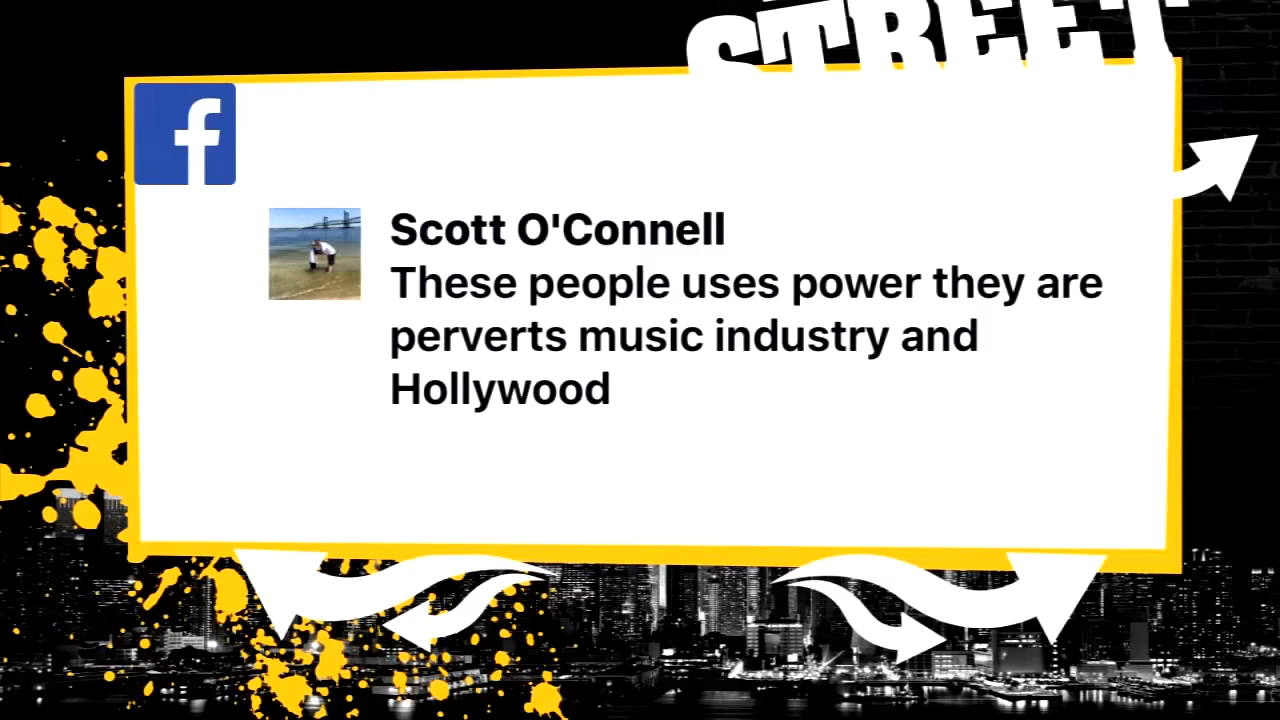 STREET
f
Scott O'Connell
These people uses power they are
perverts music industry and
Hollywood